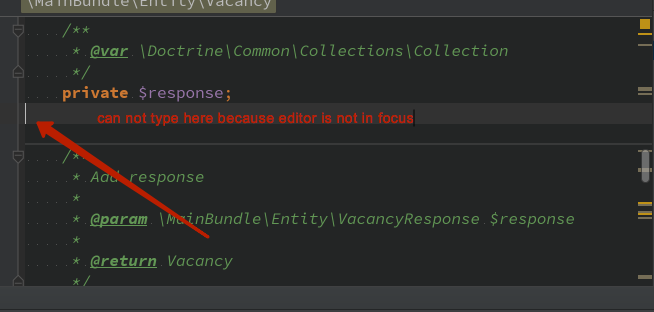 \MainBundle\Entity\Vacancy
/**
* @var \Doctrine\Common\Collections\Collection
*/
private $response;
can not type here because editor is not in focus
/**
* Add response
*
* @param \MainBundle\Entity\VacancyResponse $response
*
* @return Vacancy
*/